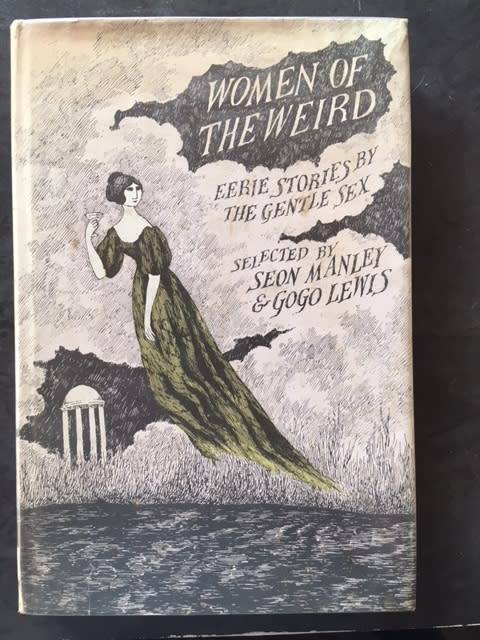 WOMEN OF
THE WEIRD
EERIE STORIES BY
THE GENTLE SEX
SELECTED BY
SEON MANLEY
& GOGO LEWIS